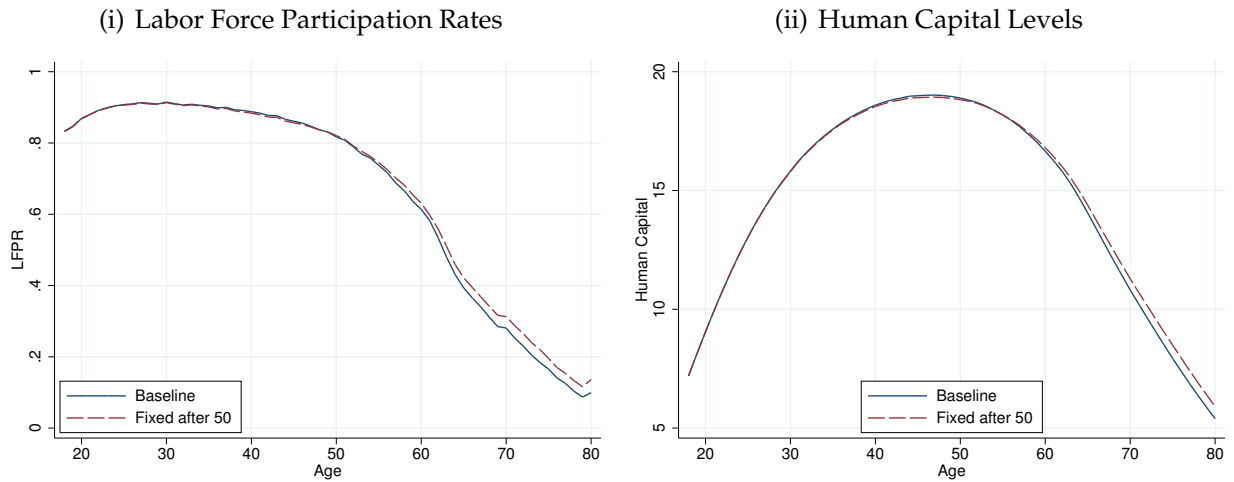 (i) Labor Force Participation Rates
1
.8
.6
.4
.2
0
LFPR
20 30 40 50 60 70 80
Age
Baseline
Fixed after 50
(ii) Human Capital Levels
20
15
10
5
Human Capital
20 30 40 50 60 70 80
Age
Baseline
Fixed after 50